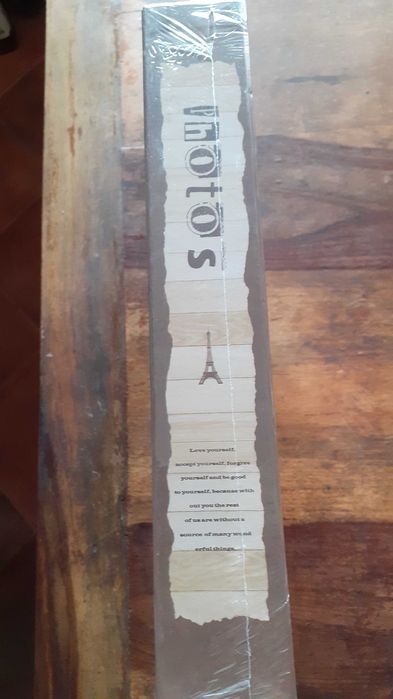 Photos
Love yourself,
accept yourself, forgive
yourself and be good
to yourself, because with
out you the rest
of us are without a
source of many wond
erful things.